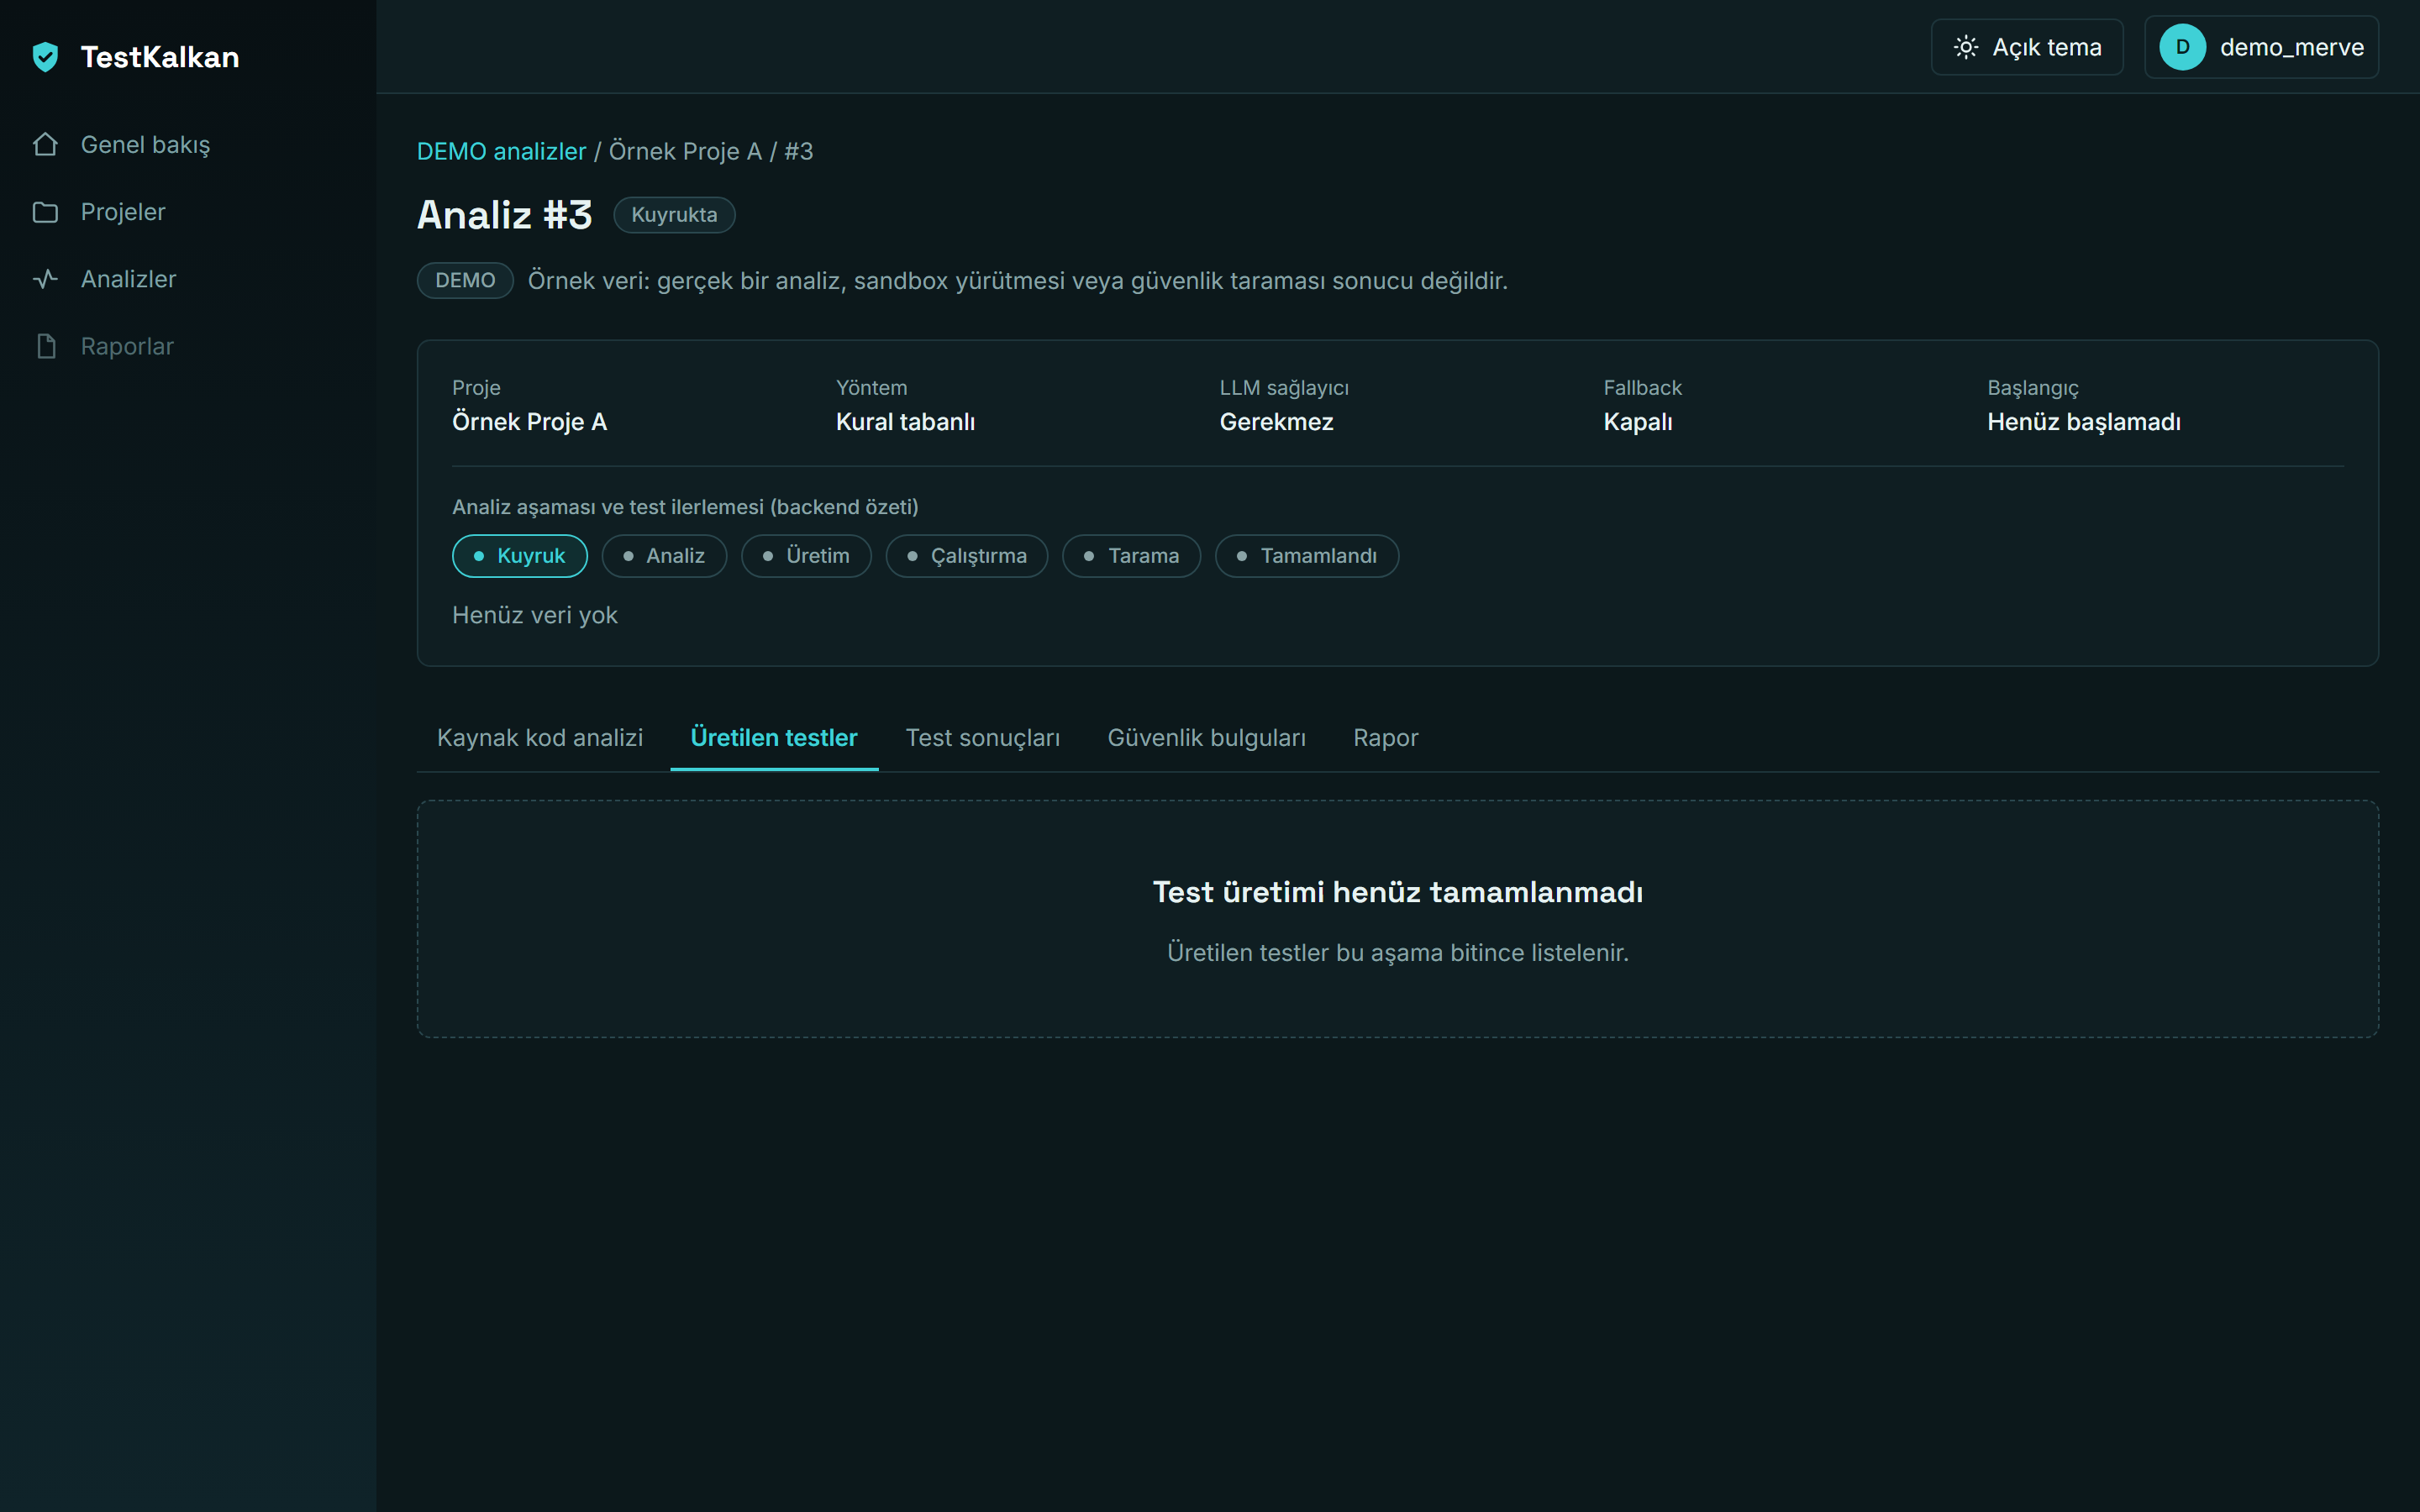 TestKalkan
Genel bakış
Projeler
Analizler
Raporlar
Açık tema
D
demo_merve
DEMO analizler / Örnek Proje A / #3
Analiz #3
Kuyrukta
DEMO
Örnek veri: gerçek bir analiz, sandbox yürütmesi veya güvenlik taraması sonucu değildir.
Proje
Örnek Proje A
Yöntem
Kural tabanlı
LLM sağlayıcı
Gerekmez
Fallback
Kapalı
Başlangıç
Henüz başlamadı
Analiz aşaması ve test ilerlemesi (backend özeti)
Kuyruk
Analiz
Üretim
Çalıştırma
Tarama
Tamamlandı
Henüz veri yok
Kaynak kod analizi
Üretilen testler
Test sonuçları
Güvenlik bulguları
Rapor
Test üretimi henüz tamamlanmadı
Üretilen testler bu aşama bitince listelenir.